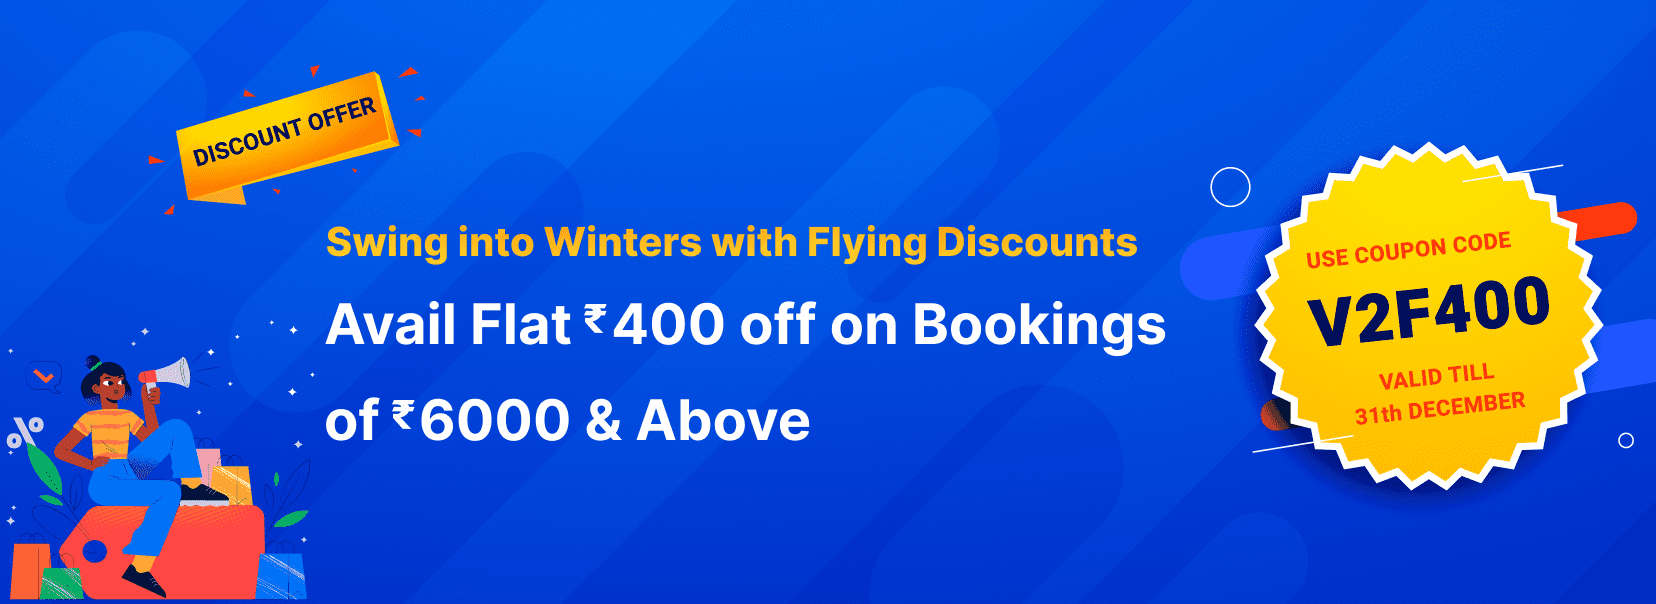 DISCOUNT OFFER
Swing into Winters with Flying Discounts
Avail Flat ₹400 off on Bookings
of ₹6000 & Above
USE COUPON CODE
V2F400
VALID TILL
31th DECEMBER
%